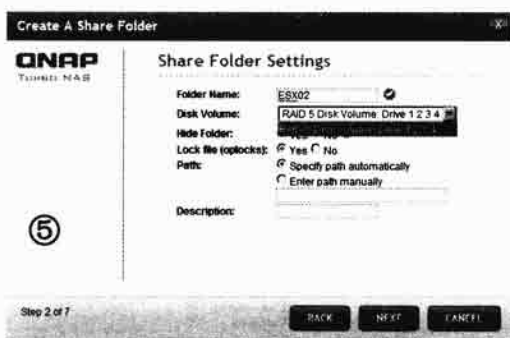 Create A Share Folder X
QNAP
TURBO NAS
Share Folder Settings
Folder Name: ESX02
Disk Volume: RAID 5 Disk Volume: Drive 1 2 3 4
Hide Folder:
Lock file (oplocks): Yes No
Path: Specify path automatically
Enter path manually
Description:
⑤
Step 2 of 7
BACK NEXT CANCEL